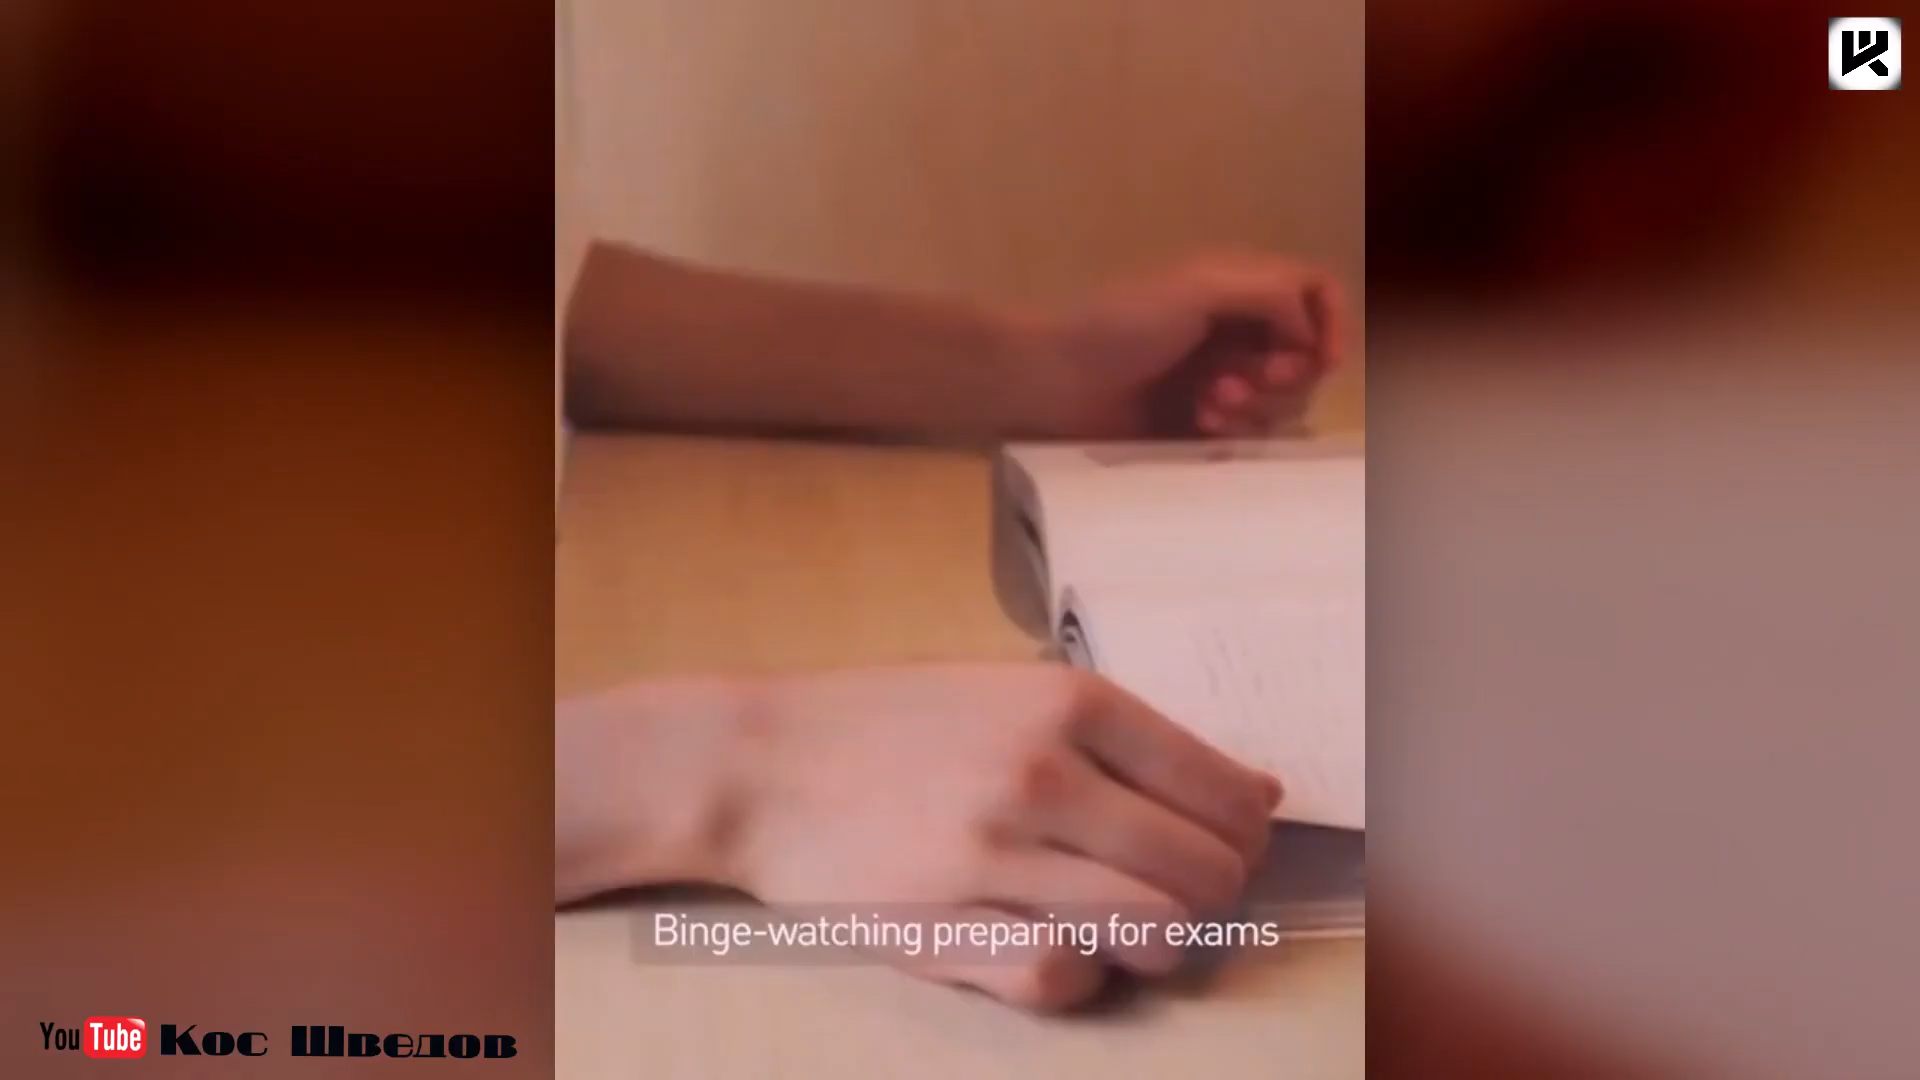 Binge-watching preparing for exams
YouTube Кос Шведов